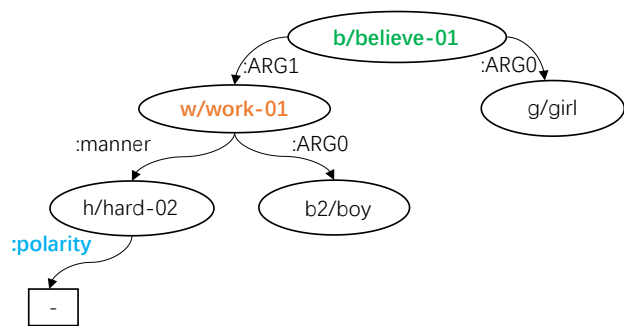 b/believe-01
:ARG1
:ARG0
w/work-01
g/girl
:manner
:ARG0
h/hard-02
b2/boy
:polarity
-